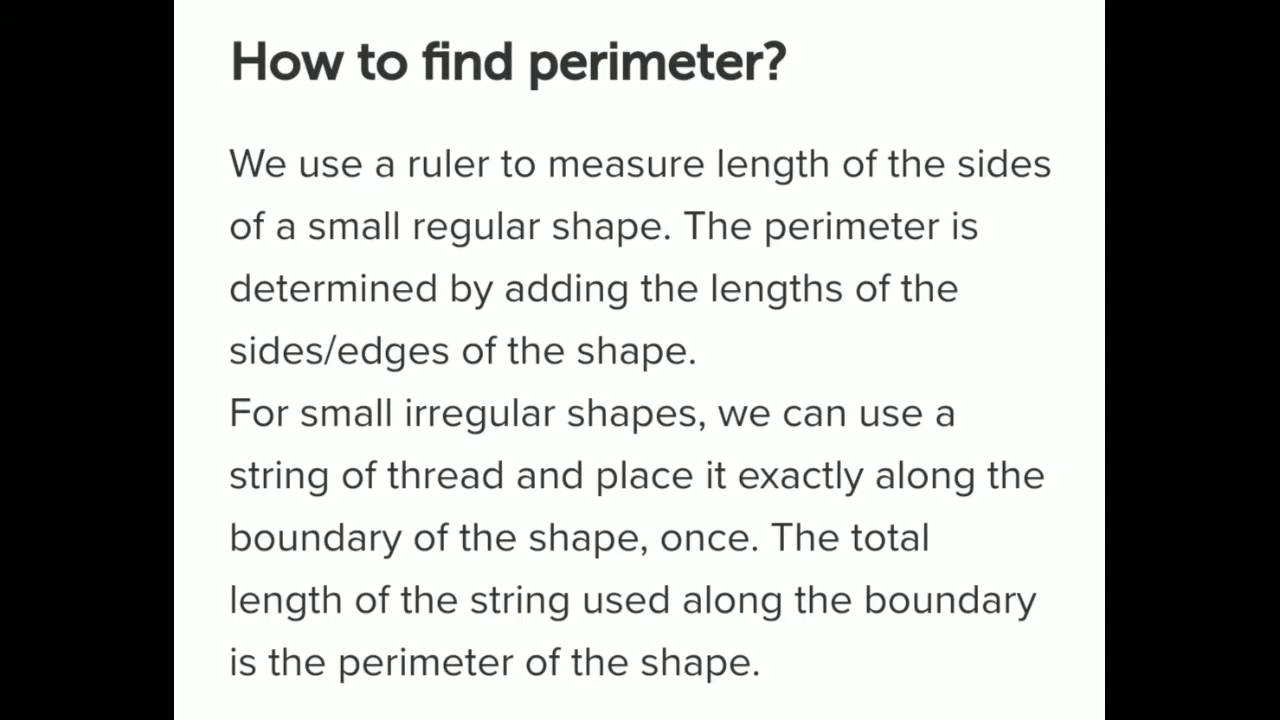 How to find perimeter?
We use a ruler to measure length of the sides
of a small regular shape. The perimeter is
determined by adding the lengths of the
sides/edges of the shape.
For small irregular shapes, we can use a
string of thread and place it exactly along the
boundary of the shape, once. The total
length of the string used along the boundary
is the perimeter of the shape.